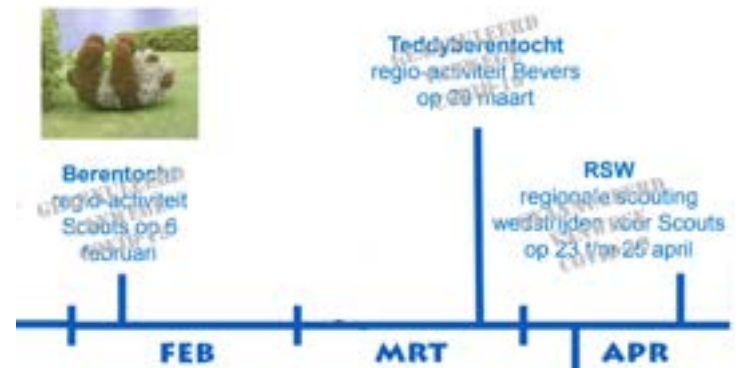 Teddyberentocht
regio-activiteit Bevers
op maart
Berentocht
regio-activiteit
Scouts op 6
februari
RSW
regionale scouting
wedstrijden voor Scouts
op 23 t/m 25 april
FEB
MRT
APR